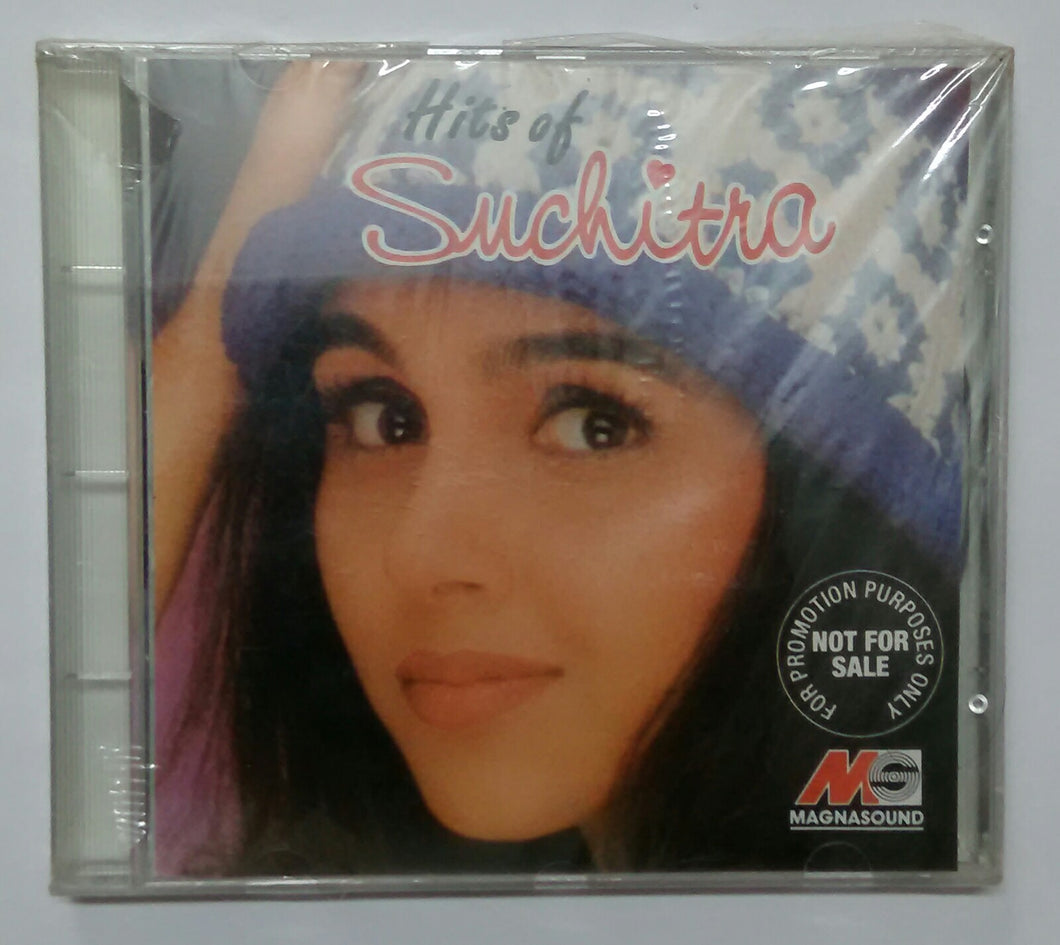 Hits of
Suchitra
FOR PROMOTION PURPOSES ONLY
NOT FOR
SALE
MAGNASOUND